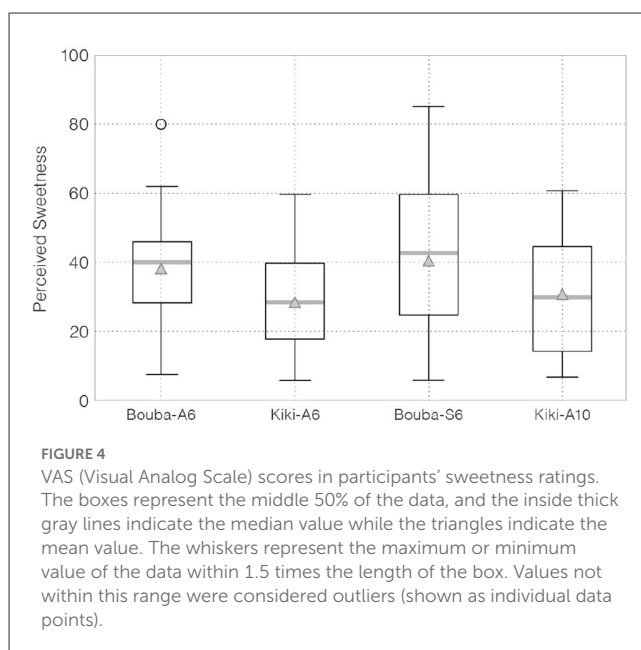 100
80
60
40
20
0
Perceived Sweetness
Bouba-A6 Kiki-A6 Bouba-S6 Kiki-A10
FIGURE 4
VAS (Visual Analog Scale) scores in participants’ sweetness ratings.
The boxes represent the middle 50% of the data, and the inside thick
gray lines indicate the median value while the triangles indicate the
mean value. The whiskers represent the maximum or minimum
value of the data within 1.5 times the length of the box. Values not
within this range were considered outliers (shown as individual data
points).